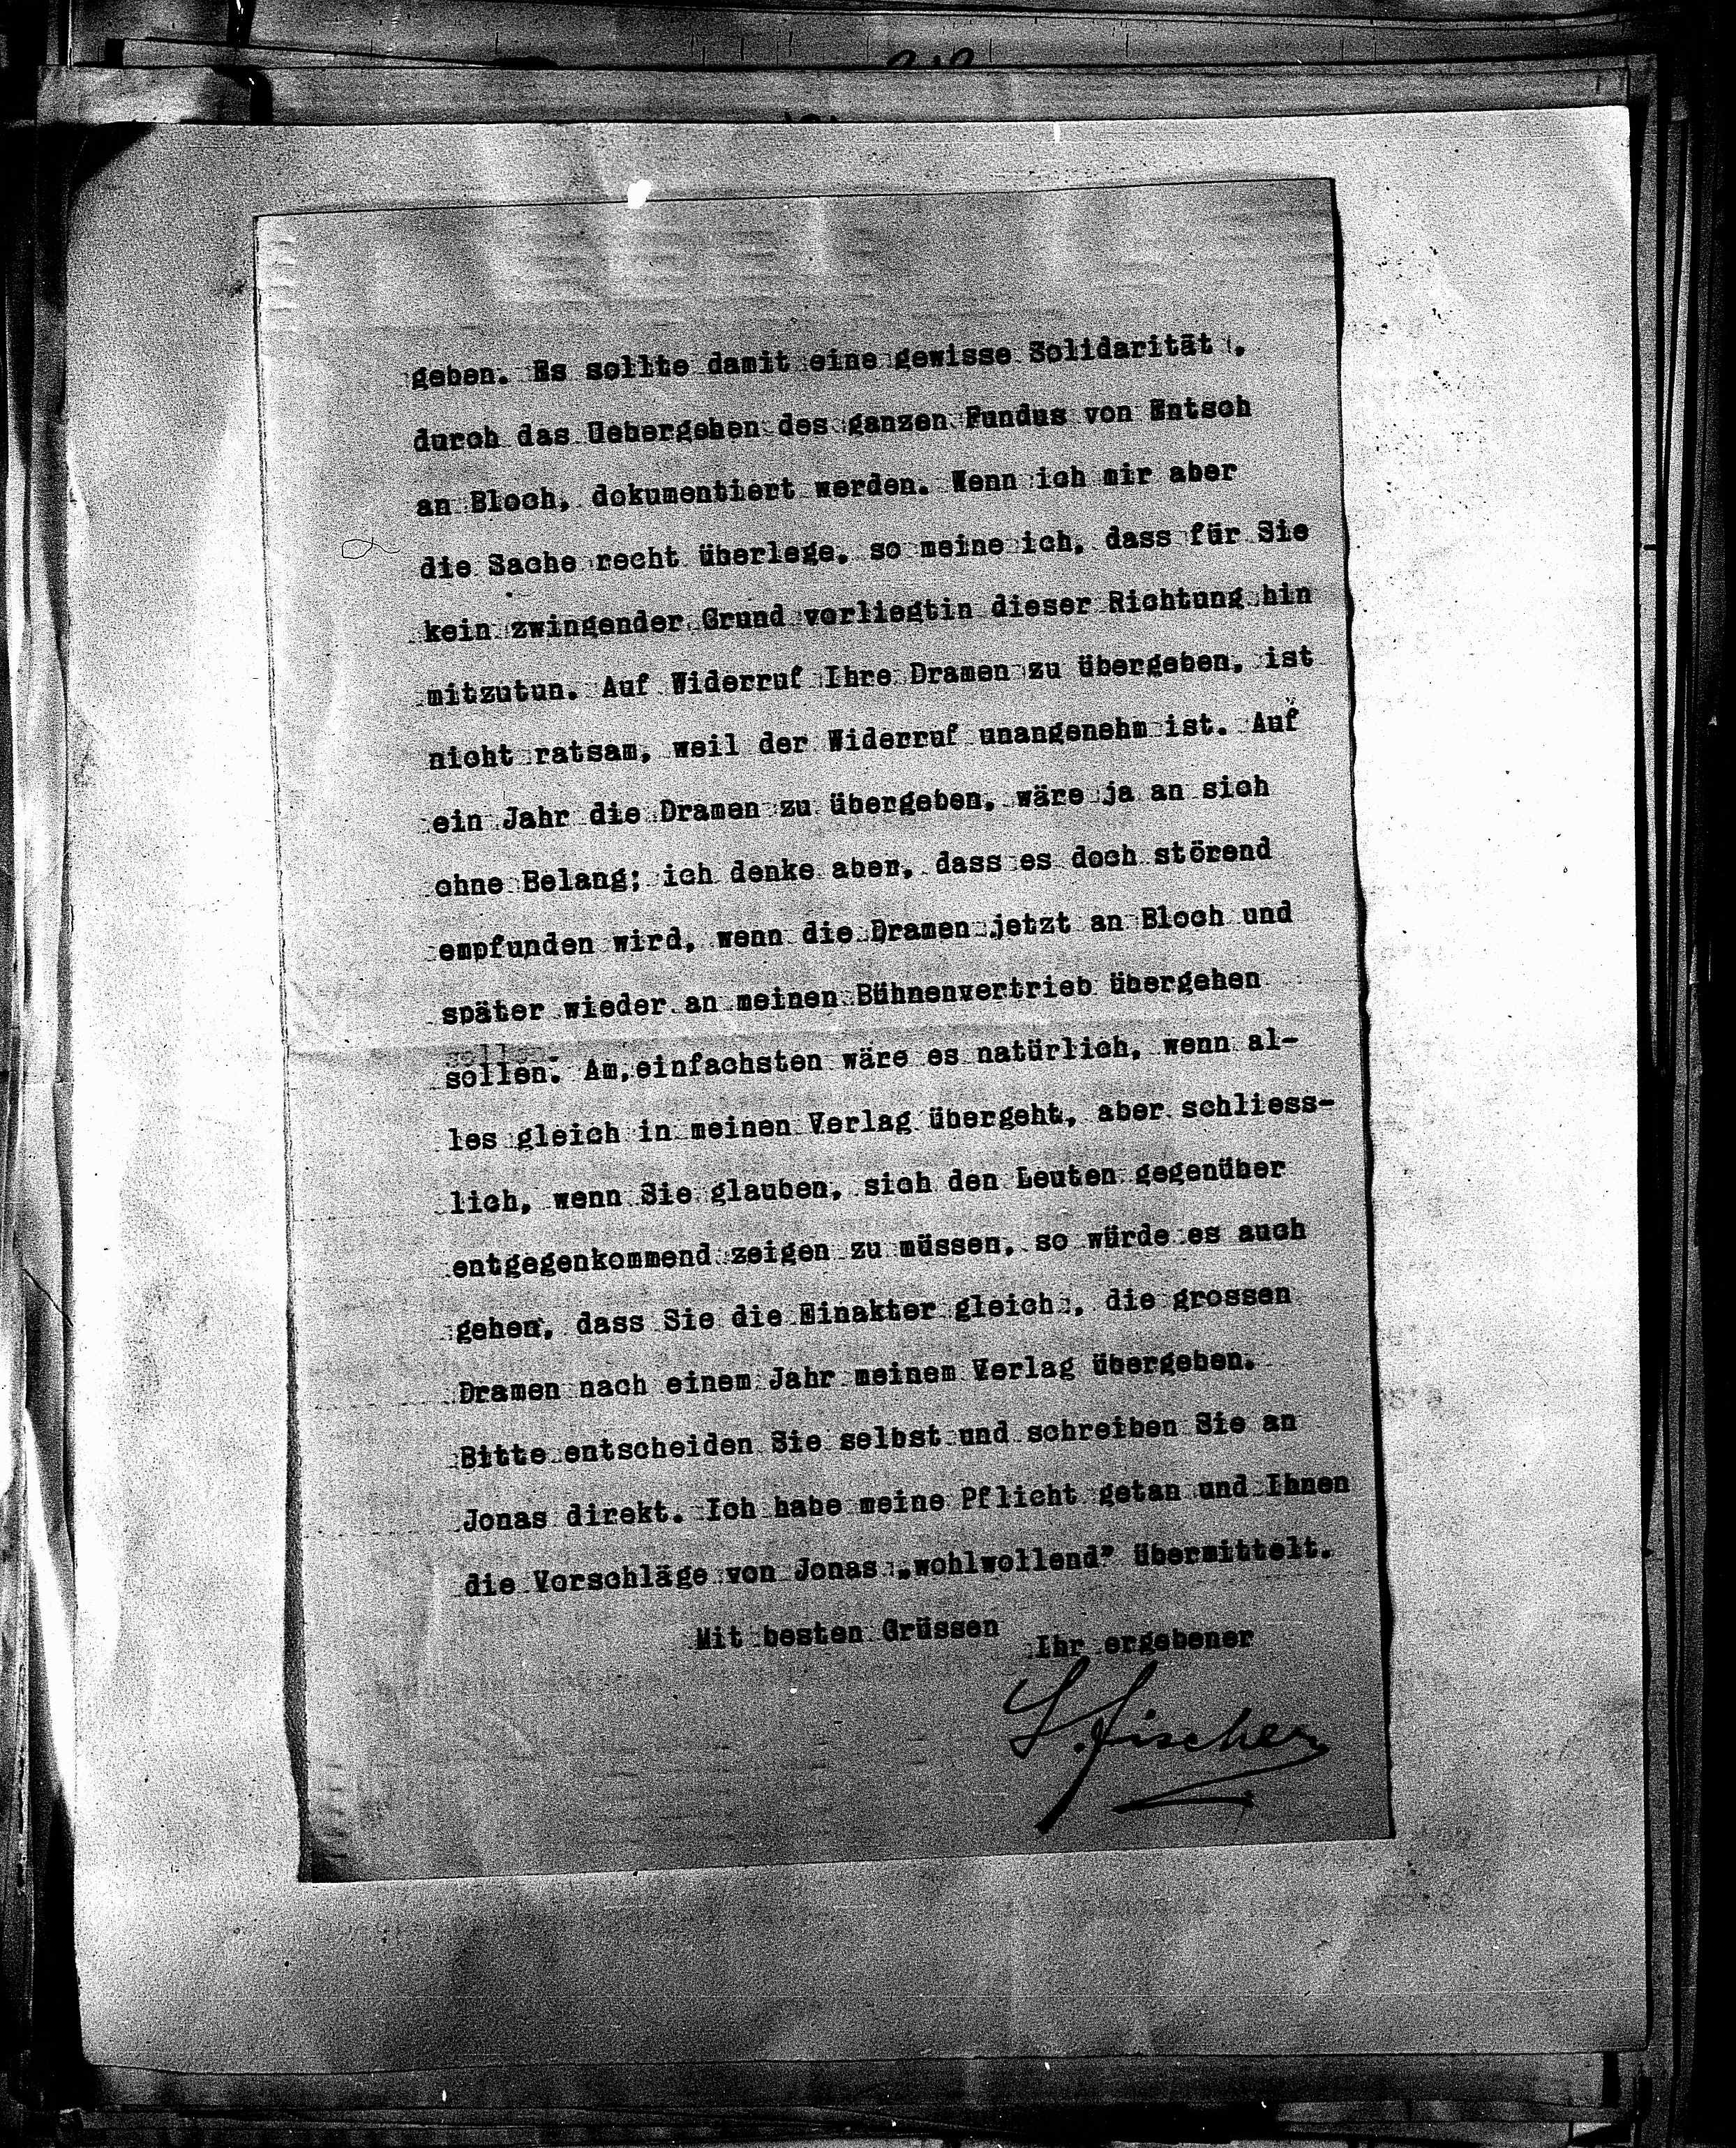 geben. Es sollte damit eine gewisse Solidarität ,
durch das Uebergehen des ganzen Fundus von Entsch
an Bloch, dokumentiert werden. Wenn ich mir aber
die Sache recht überlege, so meine ich, dass für Sie
kein zwingender Grund vorliegtin dieser Richtung hin
mitzutun. Auf Widerruf Ihre Dramen zu übergeben, ist
nicht ratsam, weil der Widerruf unangenehm ist. Auf
ein Jahr die Dramen zu übergeben, wäre ja an sich
ohne Belang; ich denke aber, dass es doch störend
empfunden wird, wenn die Dramen jetzt an Bloch und
später wieder an meinen Bühnenvertrieb übergehen
sollen. Am einfachsten wäre es natürlich, wenn al-
les gleich in meinen Verlag übergeht, aber schliess-
lich, wenn Sie glauben, sich den Leuten gegenüber
entgegenkommend zeigen zu müssen, so würde es auch
gehen, dass Sie die Einakter gleich , die grossen
Dramen nach einem Jahr meinem Verlag übergeben.
Bitte entscheiden Sie selbst und schreiben Sie an
Jonas direkt. Ich habe meine Pflicht getan und Ihnen
die Vorschläge von Jonas „wohlwollend" übermittelt.
Mit besten Grüssen
Ihr ergebener
S. Fischer